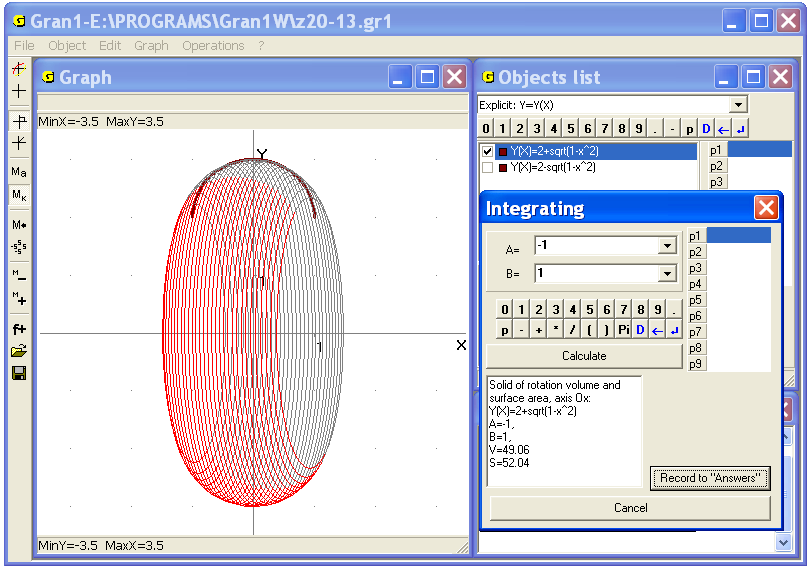 Gran1-E:\PROGRAMS\Gran1W\z20-13.gr1
File Object Edit Graph Operations ?
Graph
MinX=-3.5 MaxY=3.5
Y
1
1
X
MinY=-3.5 MaxX=3.5
Ma
Mк
M
-555
M
M+
f+
Objects list
Explicit: Y=Y(X)
0 1 2 3 4 5 6 7 8 9 . - p D ← ↵
Y(X)=2+sqrt(1-x^2)
Y(X)=2-sqrt(1-x^2)
p1
p2
p3
Integrating
A= -1
B= 1
0 1 2 3 4 5 6 7 8 9 .
p - + * / ( ) Pi D ← ↵
Calculate
Solid of rotation volume and
surface area, axis Ox:
Y(X)=2+sqrt(1-x^2)
A=-1,
B=1,
V=49.06
S=52.04
p1
p2
p3
p4
p5
p6
p7
p8
p9
Record to "Answers"
Cancel